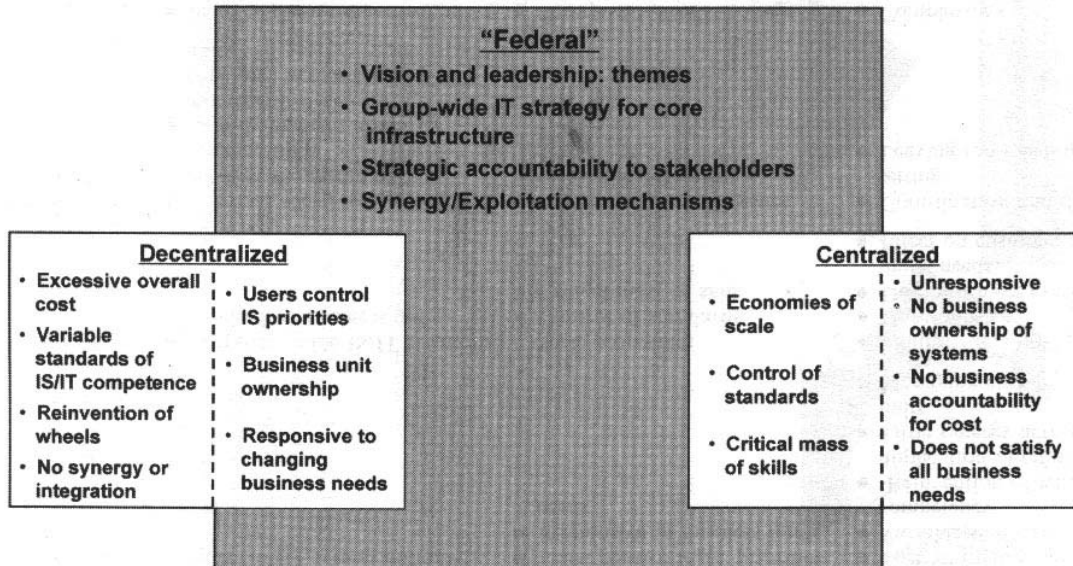 “Federal”
• Vision and leadership: themes
• Group-wide IT strategy for core
infrastructure
• Strategic accountability to stakeholders
• Synergy/Exploitation mechanisms
Decentralized
• Excessive overall
cost
• Variable
standards of
IS/IT competence
• Reinvention of
wheels
• No synergy or
integration
• Users control
IS priorities
• Business unit
ownership
• Responsive to
changing
business needs
Centralized
• Economies of
scale
• Control of
standards
• Critical mass
of skills
• Unresponsive
• No business
ownership of
systems
• No business
accountability
for cost
• Does not satisfy
all business
needs